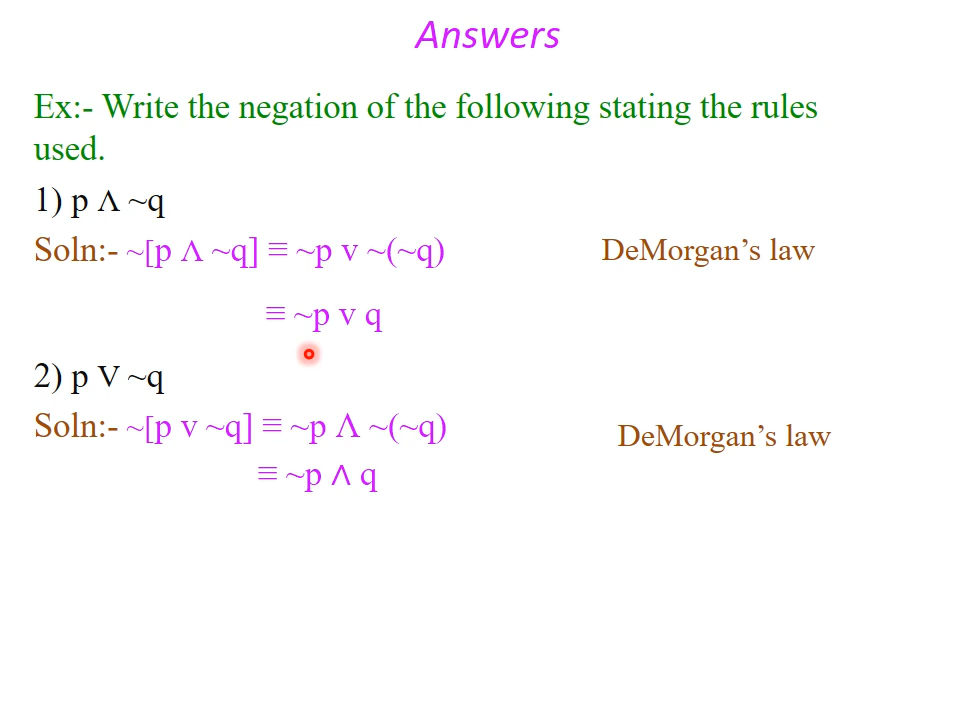 Answers
Ex:- Write the negation of the following stating the rules
used.
1) p Λ ~q
Soln:- ~[p Λ ~q] ≡ ~p v ~(~q) DeMorgan’s law
≡ ~p v q
2) p V ~q
Soln:- ~[p v ~q] ≡ ~p Λ ~(~q) DeMorgan’s law
≡ ~p ∧ q